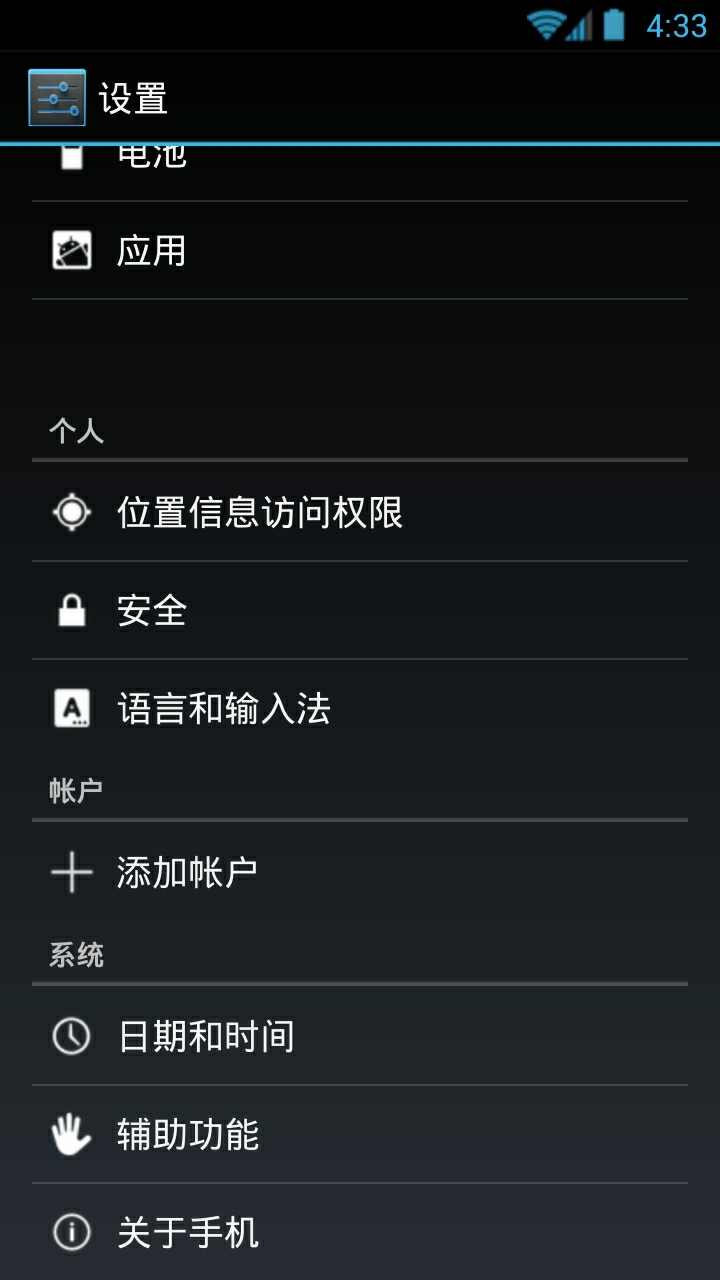 4:33
设置
电池
应用
个人
位置信息访问权限
安全
语言和输入法
帐户
添加帐户
系统
日期和时间
辅助功能
关于手机